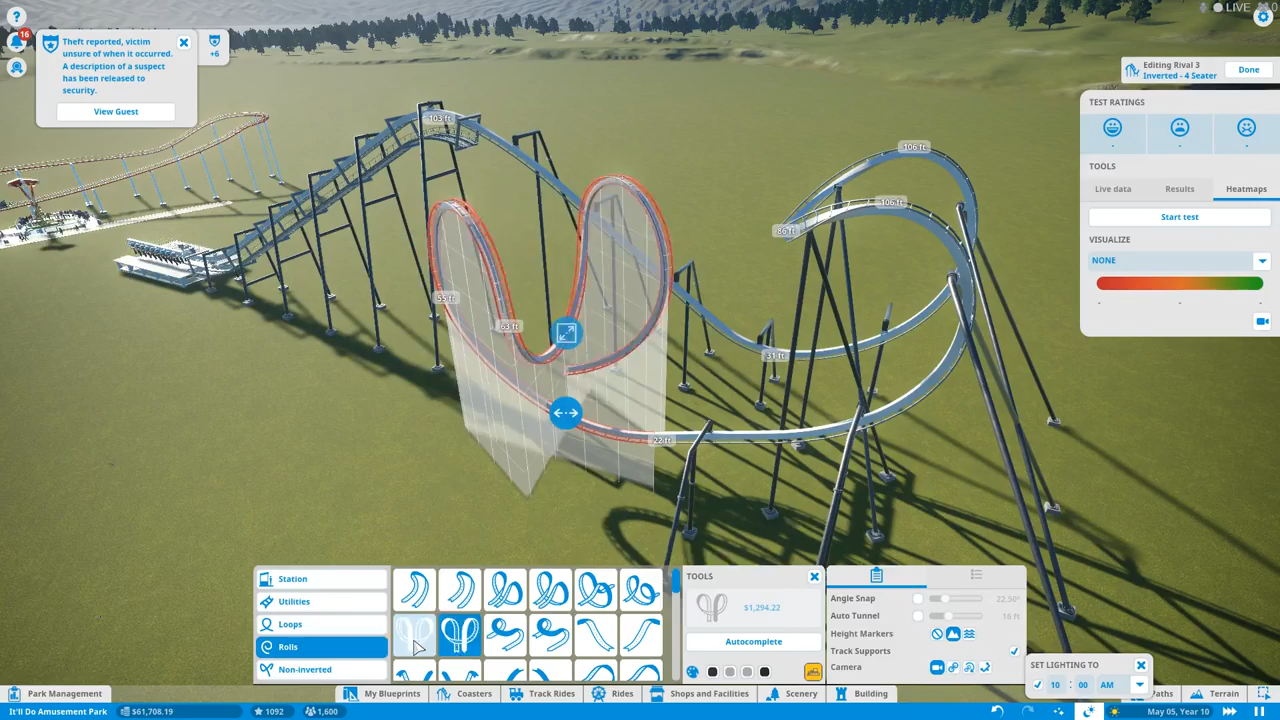 ?
LIVE
16
Theft reported, victim
unsure of when it occurred.
A description of a suspect
has been released to
security.
View Guest
+6
Editing Rival 3
Inverted - 4 Seater
Done
TEST RATINGS
-
-
-
TOOLS
Live data
Results
Heatmaps
Start test
VISUALIZE
NONE
-
-
-
103 ft
106 ft
106 ft
86 ft
55 ft
63 ft
31 ft
22 ft
Station
Utilities
Loops
Rolls
Non-inverted
TOOLS
$1,294.22
Autocomplete
Angle Snap
22.50°
Auto Tunnel
16 ft
Height Markers
Track Supports
Camera
SET LIGHTING TO
10 : 00 AM
Park Management
My Blueprints
Coasters
Track Rides
Rides
Shops and Facilities
Scenery
Building
Paths
Terrain
It'll Do Amusement Park
$61,708.19
1092
1,600
May 05, Year 10